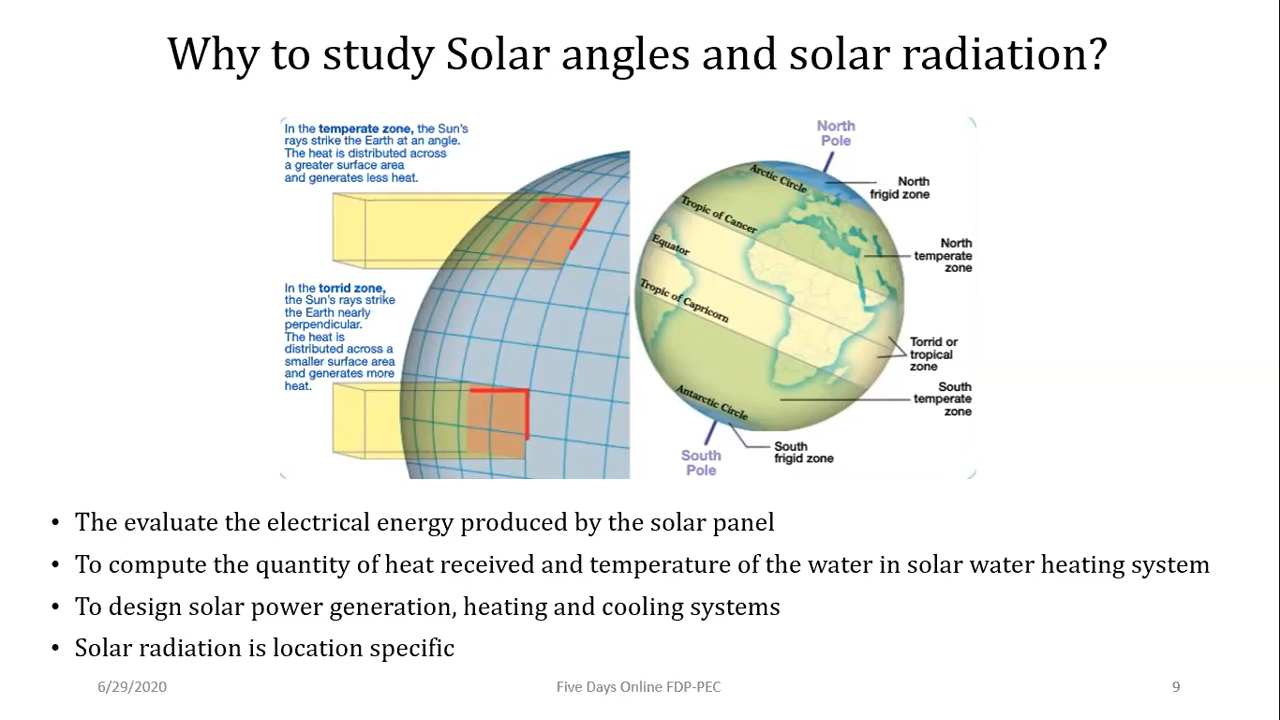 Why to study Solar angles and solar radiation?
In the temperate zone, the Sun's
rays strike the Earth at an angle.
The heat is distributed across
a greater surface area
and generates less heat.
In the torrid zone,
the Sun's rays strike
the Earth nearly
perpendicular.
The heat is
distributed across a
smaller surface area
and generates more
heat.
North
Pole
Arctic Circle
North
frigid zone
Tropic of Cancer
Equator
North
temperate
zone
Tropic of Capricorn
Torrid or
tropical
zone
South
temperate
zone
Antarctic Circle
South
frigid zone
South
Pole
• The evaluate the electrical energy produced by the solar panel
• To compute the quantity of heat received and temperature of the water in solar water heating system
• To design solar power generation, heating and cooling systems
• Solar radiation is location specific
6/29/2020
Five Days Online FDP-PEC
9